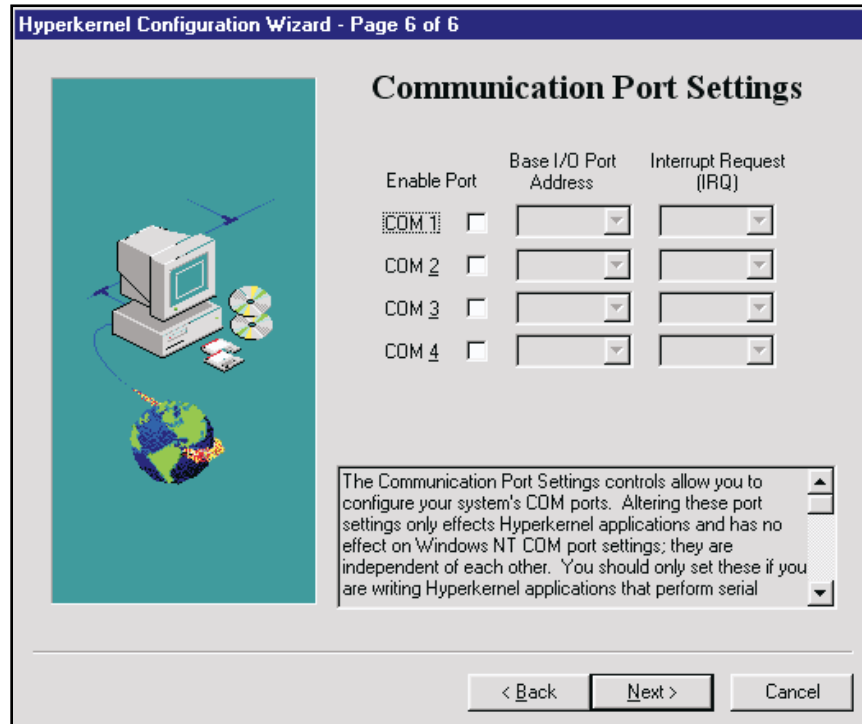 Hyperkernel Configuration Wizard - Page 6 of 6
Communication Port Settings
Enable Port
Base I/O Port
Address
Interrupt Request
(IRQ)
COM 1
COM 2
COM 3
COM 4
The Communication Port Settings controls allow you to
configure your system's COM ports.  Altering these port
settings only effects Hyperkernel applications and has no
effect on Windows NT COM port settings; they are
independent of each other.  You should only set these if you
are writing Hyperkernel applications that perform serial
< Back
Next >
Cancel